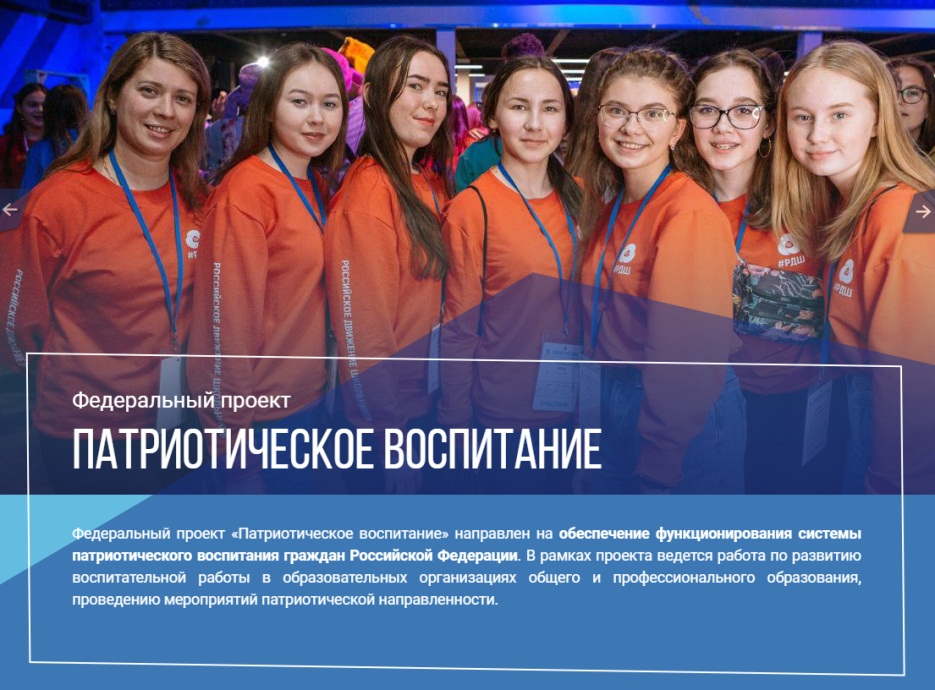 #РДШ
#РДШ
#РДШ
РОССИЙСКОЕ ДВИЖЕНИЕ ШКОЛЬНИКОВ
Федеральный проект
ПАТРИОТИЧЕСКОЕ ВОСПИТАНИЕ
Федеральный проект «Патриотическое воспитание» направлен на обеспечение функционирования системы
патриотического воспитания граждан Российской Федерации. В рамках проекта ведется работа по развитию
воспитательной работы в образовательных организациях общего и профессионального образования,
проведению мероприятий патриотической направленности.